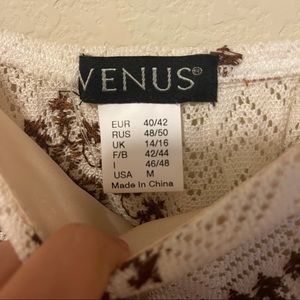 VENUS®
EUR 40/42
RUS 48/50
UK 14/16
F/B 42/44
I 46/48
USA M
Made In China